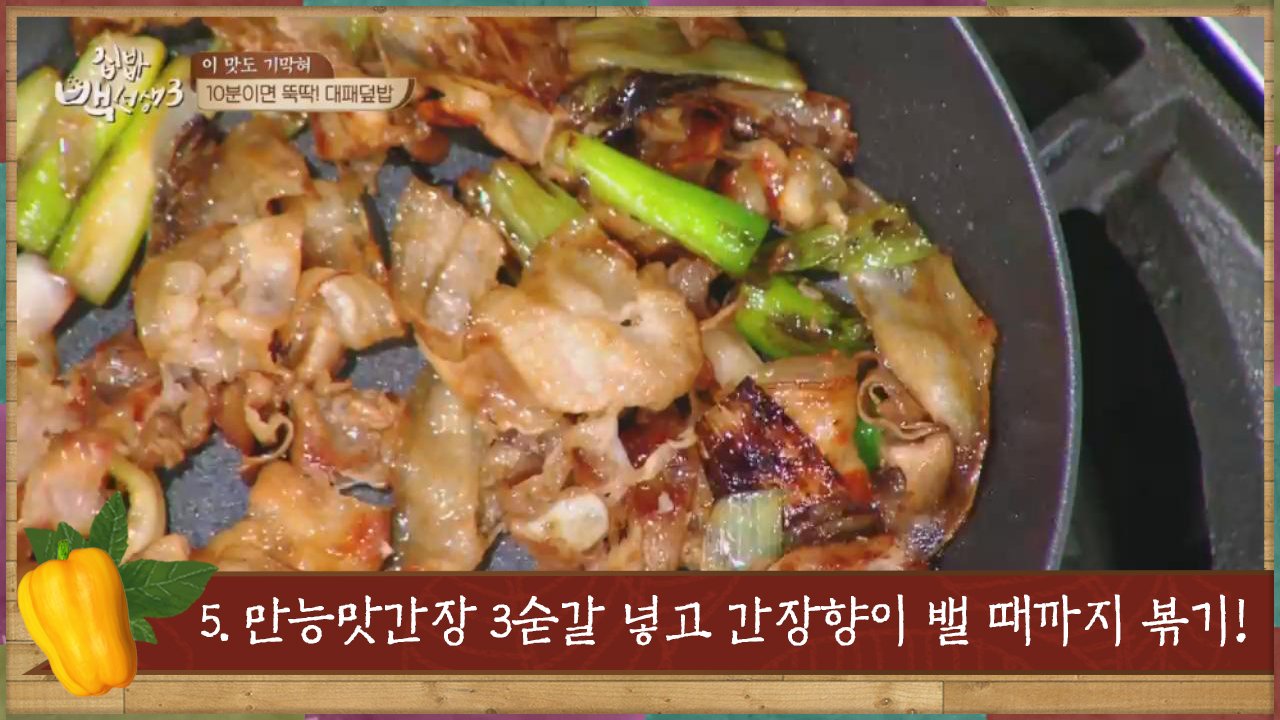 집밥
백선생3
이 맛도 기막혀
10분이면 뚝딱! 대패덮밥
5. 만능맛간장 3숟갈 넣고 간장향이 밸 때까지 볶기!